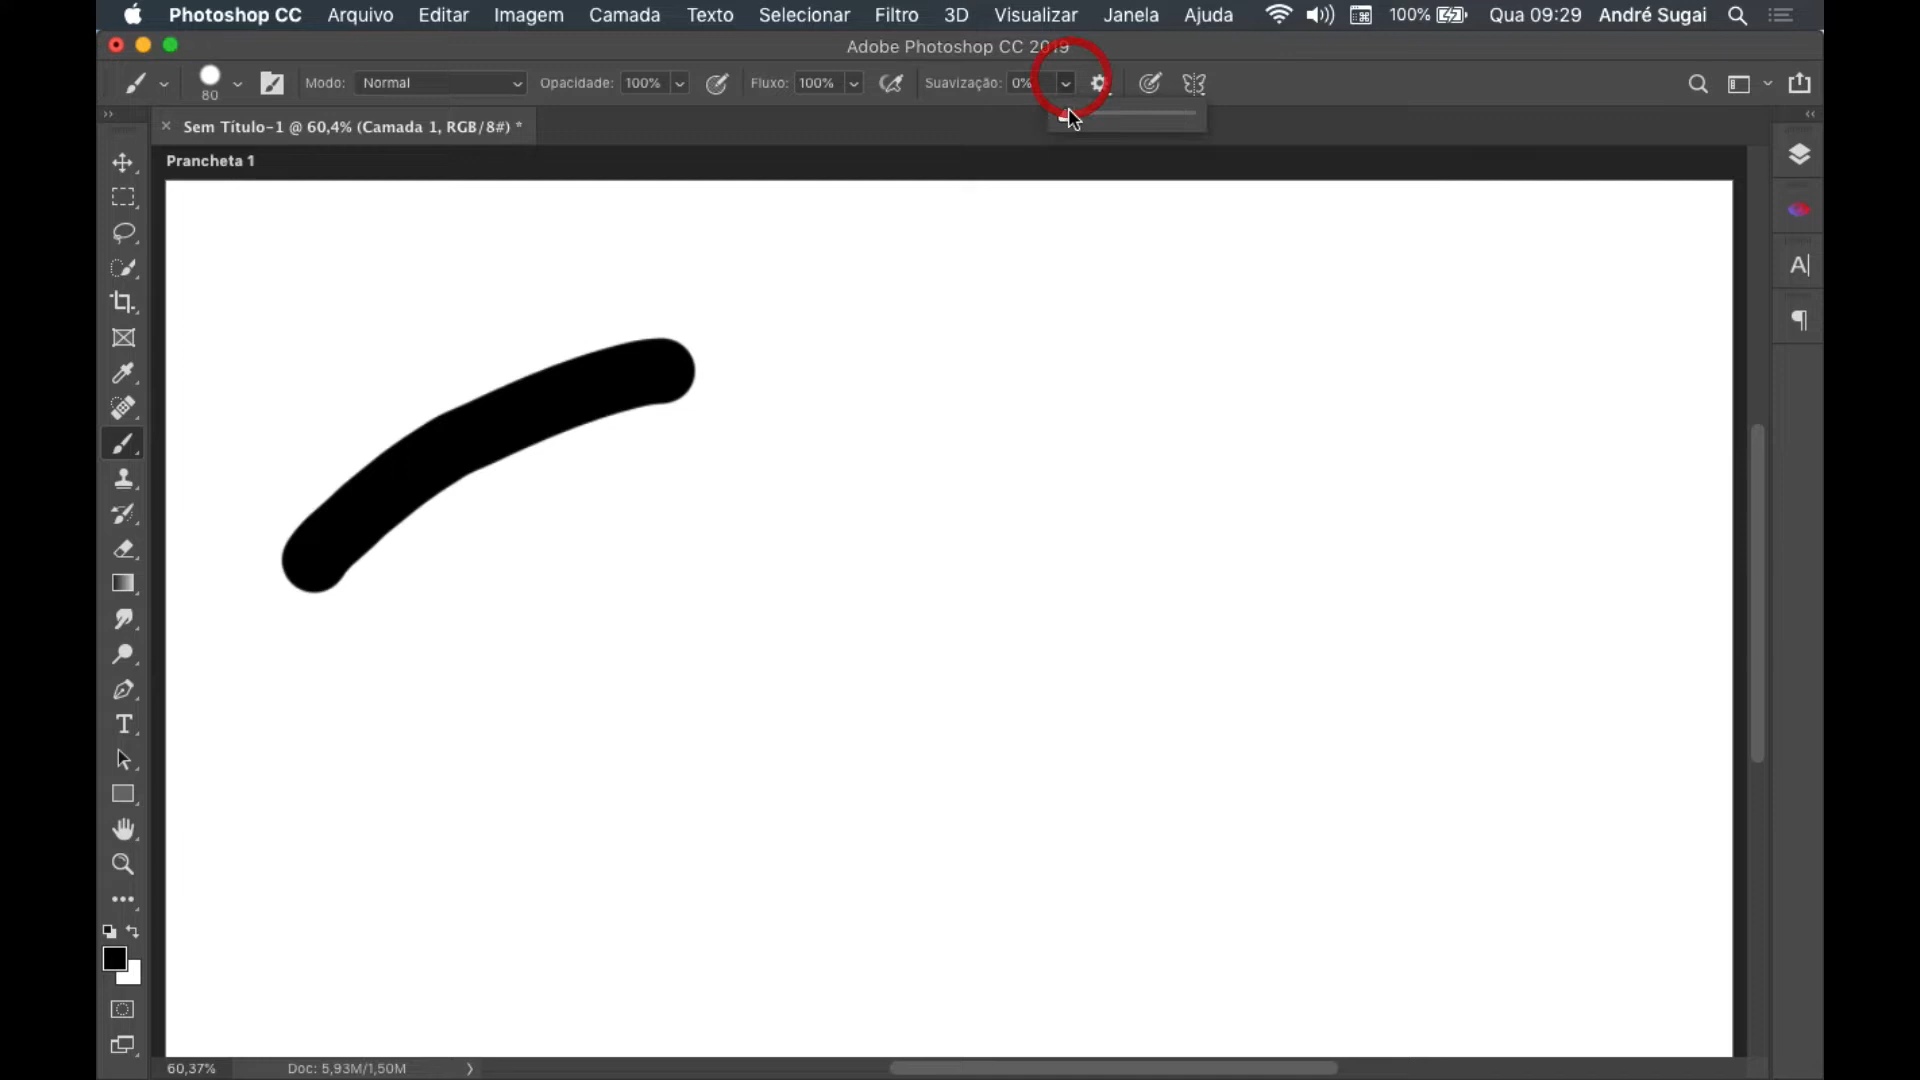 Photoshop CC Arquivo Editar Imagem Camada Texto Selecionar Filtro 3D Visualizar Janela Ajuda 100% Qua 09:29 André Sugai
Adobe Photoshop CC 2019
80 Modo: Normal Opacidade: 100% Fluxo: 100% Suavização: 0%
Sem Título-1 @ 60,4% (Camada 1, RGB/8#) *
Prancheta 1
60,37% Doc: 5,93M/1,50M